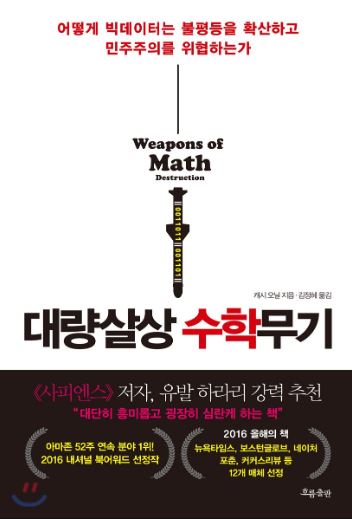 어떻게 빅데이터는 불평등을 확산하고
민주주의를 위협하는가
Weapons of
Math
Destruction
0011011 001101
캐시 오닐 지음·김정혜 옮김
대량살상 수학무기
《사피엔스》 저자, 유발 하라리 강력 추천
“대단히 흥미롭고 굉장히 심란케 하는 책”
아마존 52주 연속 분야 1위!
2016 내셔널 북어워드 선정작
2016 올해의 책
뉴욕타임스, 보스턴글로브, 네이처
포춘, 커커스리뷰 등
12개 매체 선정
흐름출판